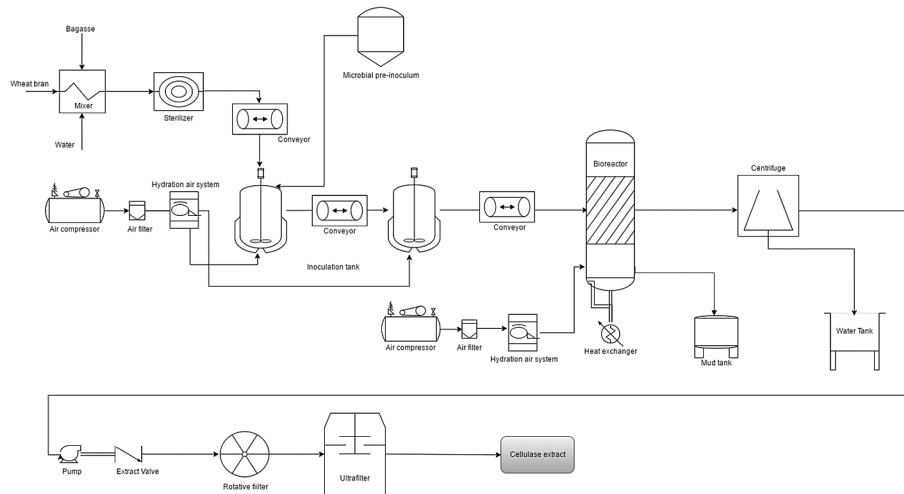 Bagasse
Microbial pre-inoculum
Wheat bran
Mixer
Sterilizer
Water
Conveyor
Hydration air system
Bioreactor
Centrifuge
Air compressor
Air filter
Conveyor
Conveyor
Inoculation tank
Air compressor
Air filter
Hydration air system
Heat exchanger
Mud tank
Water Tank
Pump
Extract Valve
Rotative fiilter
Ultrafilter
Cellulase extract